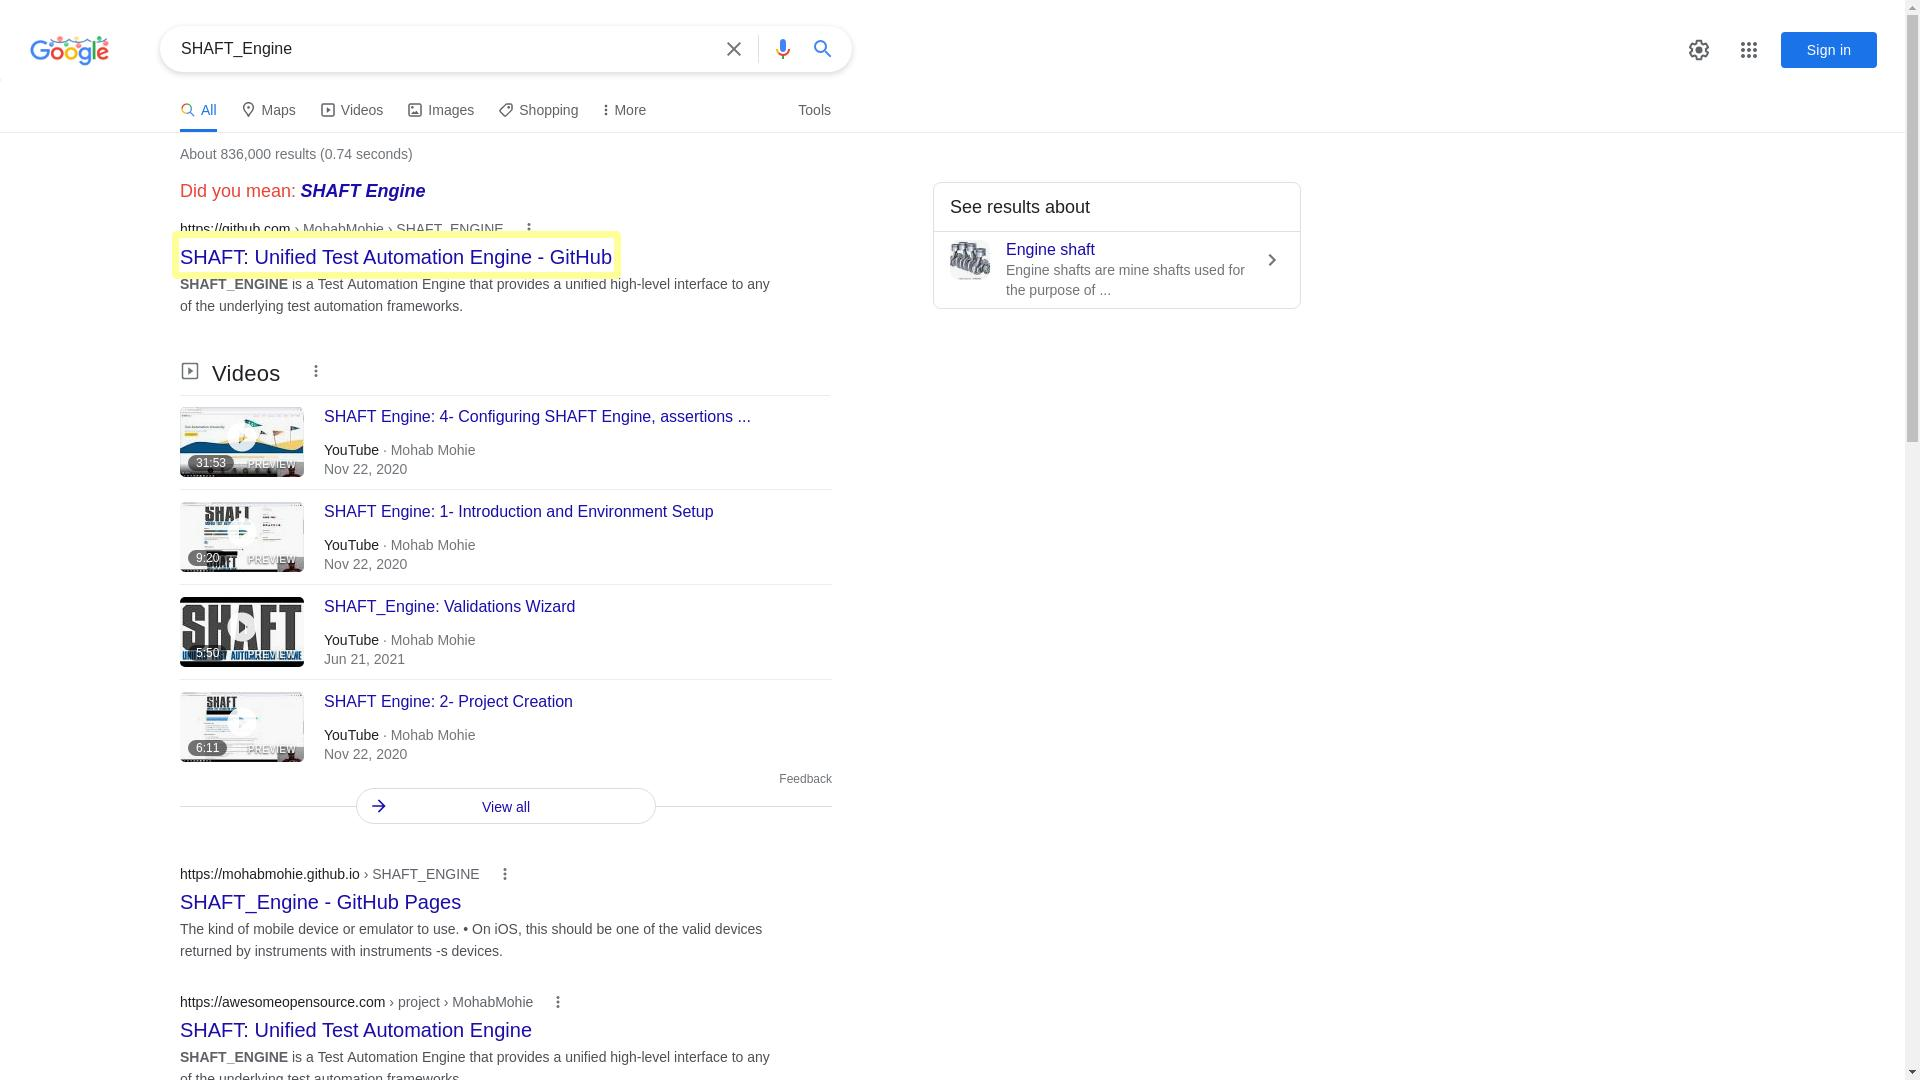 Google
SHAFT_Engine
Sign in
All
Maps
Videos
Images
Shopping
More
Tools
About 836,000 results (0.74 seconds)
Did you mean: SHAFT Engine
https://github.com › MohabMohie › SHAFT_ENGINE
SHAFT: Unified Test Automation Engine - GitHub
SHAFT_ENGINE is a Test Automation Engine that provides a unified high-level interface to any
of the underlying test automation frameworks.
See results about
Engine shaft
Engine shafts are mine shafts used for
the purpose of ...
Videos
SHAFT Engine: 4- Configuring SHAFT Engine, assertions ...
YouTube · Mohab Mohie
Nov 22, 2020
31:53
PREVIEW
SHAFT Engine: 1- Introduction and Environment Setup
YouTube · Mohab Mohie
Nov 22, 2020
SHAFT
9:20
PREVIEW
SHAFT_Engine: Validations Wizard
YouTube · Mohab Mohie
Jun 21, 2021
SHAFT
5:50
PREVIEW
SHAFT Engine: 2- Project Creation
YouTube · Mohab Mohie
Nov 22, 2020
SHAFT
6:11
PREVIEW
Feedback
View all
https://mohabmohie.github.io › SHAFT_ENGINE
SHAFT_Engine - GitHub Pages
The kind of mobile device or emulator to use. • On iOS, this should be one of the valid devices
returned by instruments with instruments -s devices.
https://awesomeopensource.com › project › MohabMohie
SHAFT: Unified Test Automation Engine
SHAFT_ENGINE is a Test Automation Engine that provides a unified high-level interface to any
of the underlying test automation frameworks.